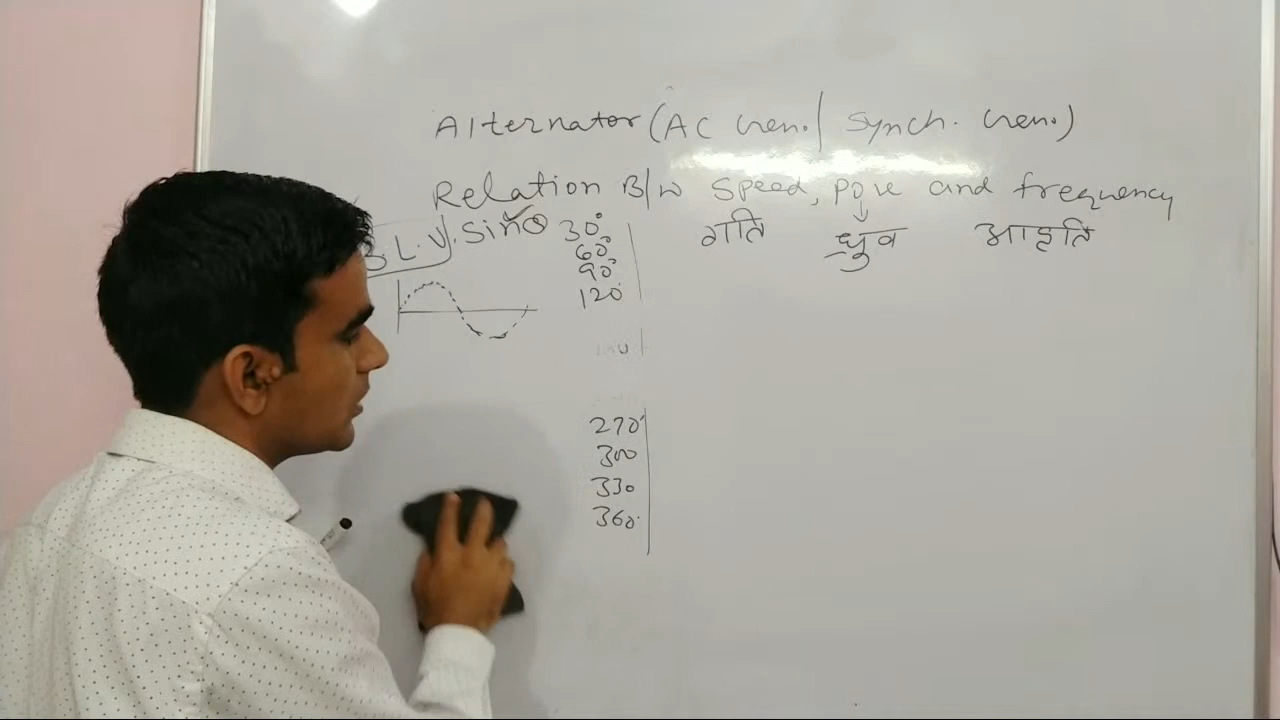 Alternator (AC Gen. | Synch. Gen.)
Relation B/w speed, pole and frequency
गति ध्रुव आवृति
B.L.V. sinθ
30°
60°
90°
120°
270°
300
330
360°